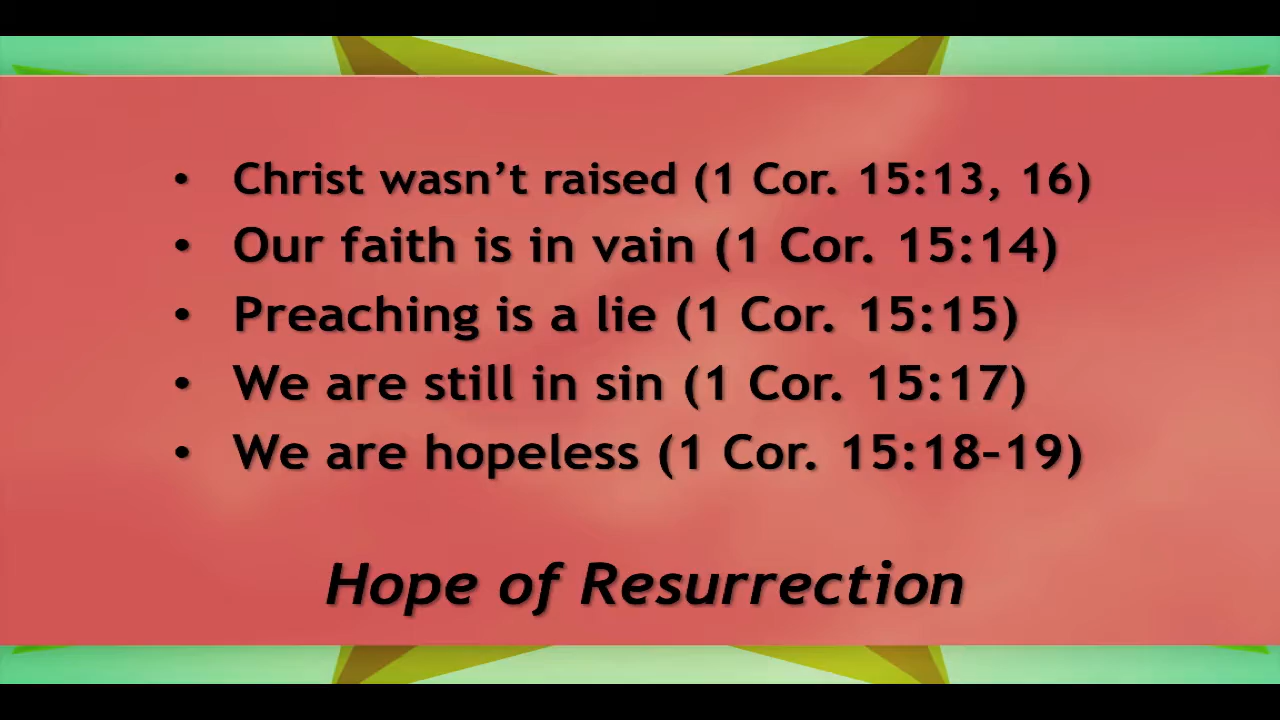 • Christ wasn’t raised (1 Cor. 15:13, 16)
• Our faith is in vain (1 Cor. 15:14)
• Preaching is a lie (1 Cor. 15:15)
• We are still in sin (1 Cor. 15:17)
• We are hopeless (1 Cor. 15:18–19)
Hope of Resurrection